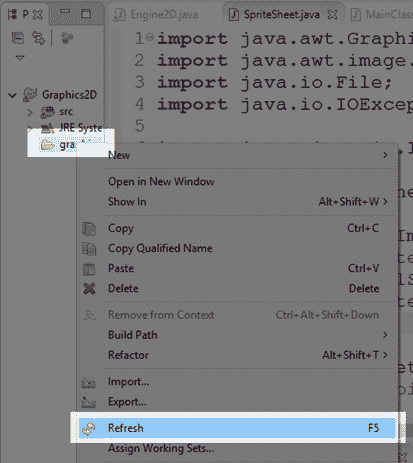 P
Engine2D.java
SpriteSheet.java
MainClass
Graphics2D
src
JRE Syste
gra
1 import java.awt.Graphi
2 import java.awt.image.
3 import java.io.File;
4 import java.io.IOExcep
5
New
Open in New Window
Show In Alt+Shift+W
Copy Ctrl+C
Copy Qualified Name
Paste Ctrl+V
Delete Delete
Remove from Context Ctrl+Alt+Shift+Down
Build Path
Refactor Alt+Shift+T
Import...
Export...
Refresh F5
Assign Working Sets...